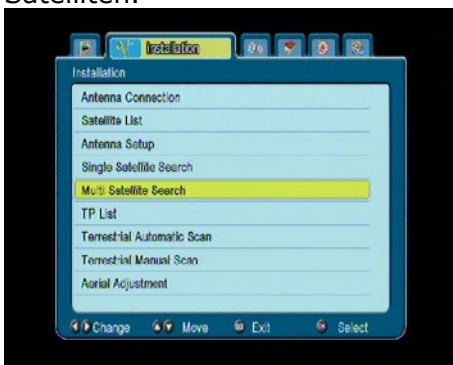 Satelliten.
Installation
Installation
Antenna Connection
Satellite List
Antenna Setup
Single Satellite Search
Multi Satellite Search
TP List
Terrestrial Automatic Scan
Terrestrial Manual Scan
Aerial Adjustment
Change Move Exit Select